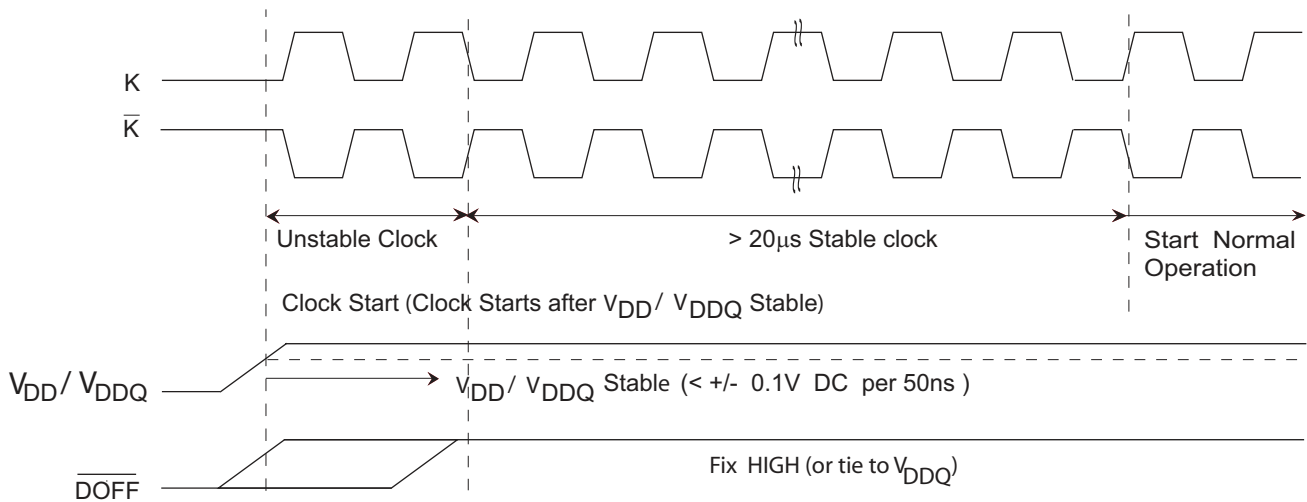 K
K̅
Unstable Clock
> 20μs Stable clock
Start Normal
Operation
Clock Start (Clock Starts after VDD/ VDDQ Stable)
VDD/ VDDQ
VDD/ VDDQ Stable (< +/- 0.1V DC per 50ns )
Fix HIGH (or tie to VDDQ)
D̅O̅F̅F̅